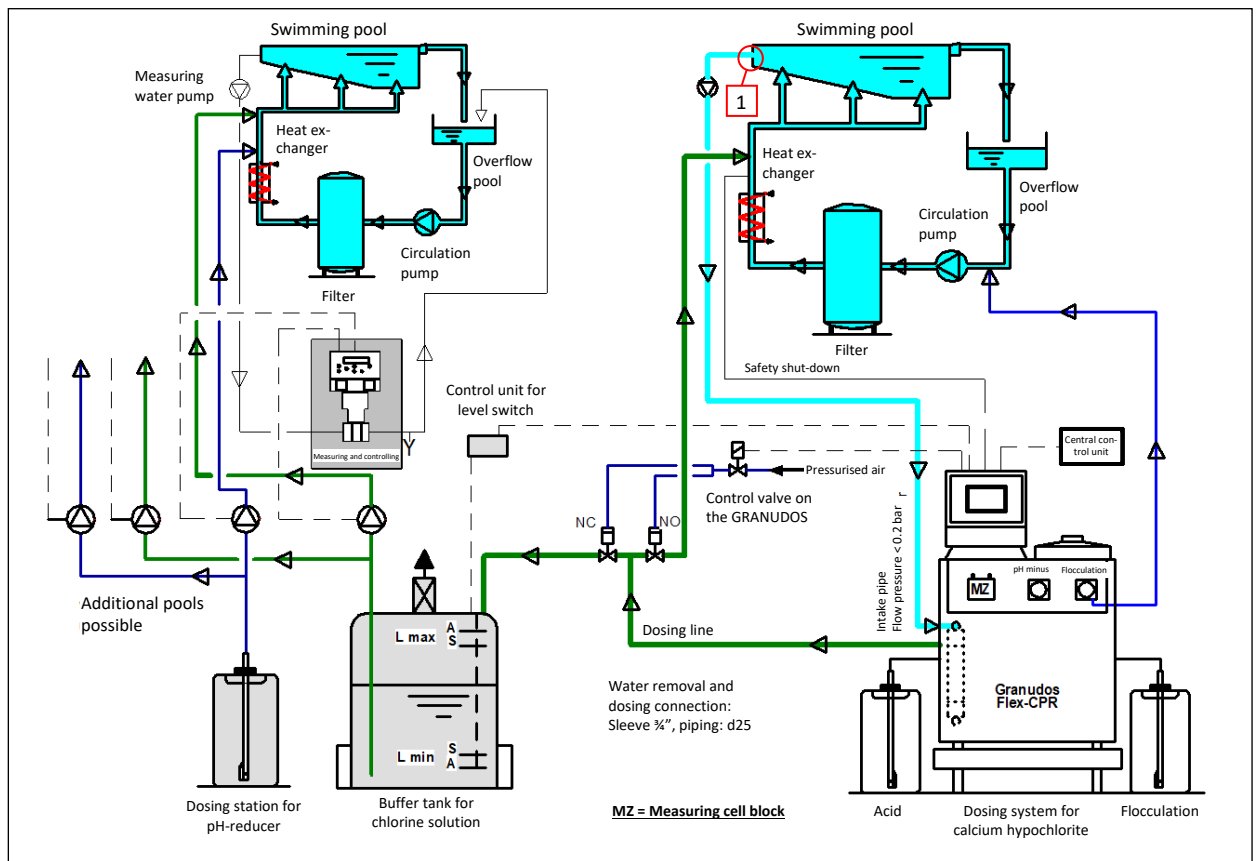 Swimming pool
Measuring
water pump
Heat ex-
changer
Overflow
pool
Circulation
pump
Filter
Measuring and controlling
Y
Additional pools
possible
Dosing station for
pH-reducer
Control unit for
level switch
L max
A
S
L min
S
A
Buffer tank for
chlorine solution
Swimming pool
1
Heat ex-
changer
Overflow
pool
Circulation
pump
Filter
Safety shut-down
Central con-
trol unit
Pressurised air
Control valve on
the GRANUDOS
NC
NO
Intake pipe
Flow pressure < 0.2 bar
r
Dosing line
Water removal and
dosing connection:
Sleeve ¾”, piping: d25
MZ
pH minus
Flocculation
Granudos
Flex-CPR
MZ = Measuring cell block
Acid
Dosing system for
calcium hypochlorite
Flocculation